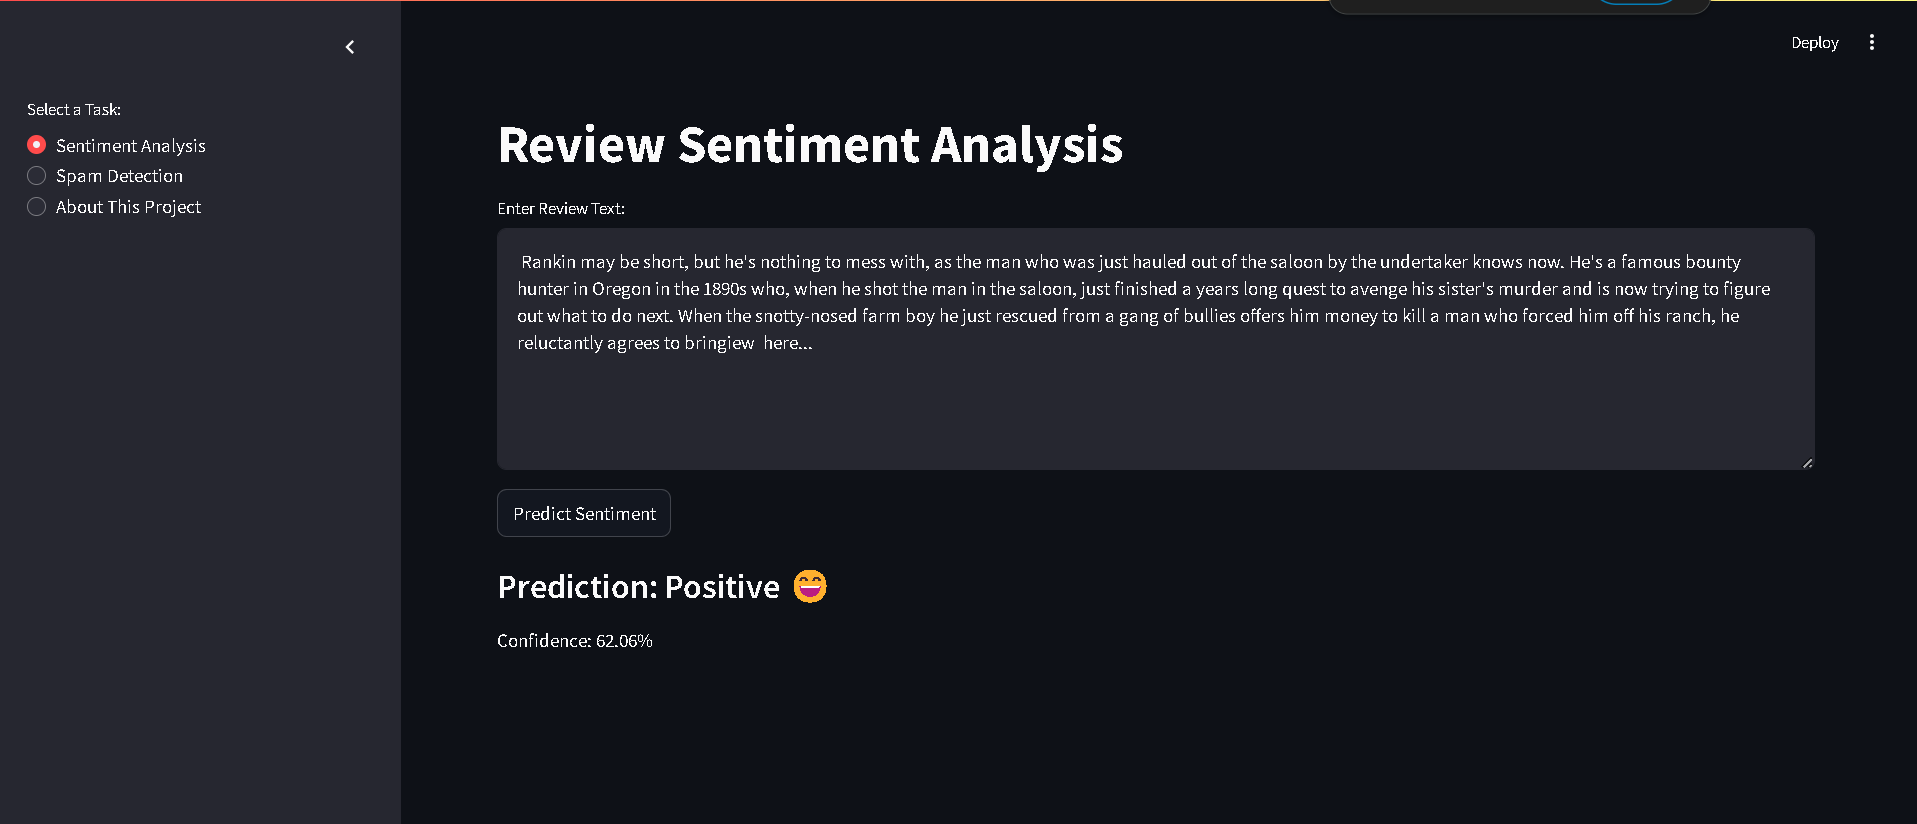 Deploy
Select a Task:
Sentiment Analysis
Spam Detection
About This Project
Review Sentiment Analysis
Enter Review Text:
Rankin may be short, but he's nothing to mess with, as the man who was just hauled out of the saloon by the undertaker knows now. He's a famous bounty
hunter in Oregon in the 1890s who, when he shot the man in the saloon, just finished a years long quest to avenge his sister's murder and is now trying to figure
out what to do next. When the snotty-nosed farm boy he just rescued from a gang of bullies offers him money to kill a man who forced him off his ranch, he
reluctantly agrees to bringiew  here...
Predict Sentiment
Prediction: Positive 😄
Confidence: 62.06%